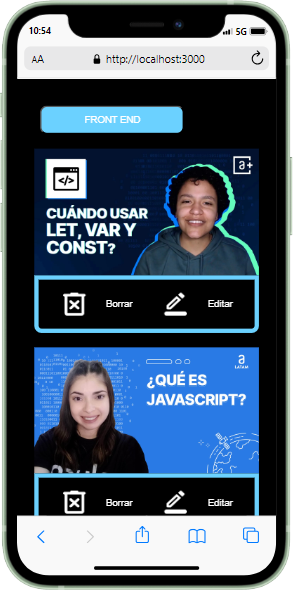 10:54
5G
AA
http://localhost:3000
FRONT END
a+
CUÁNDO USAR
LET, VAR Y
CONST?
Borrar
Editar
a
LATAM
¿QUÉ ES
JAVASCRIPT?
Borrar
Editar